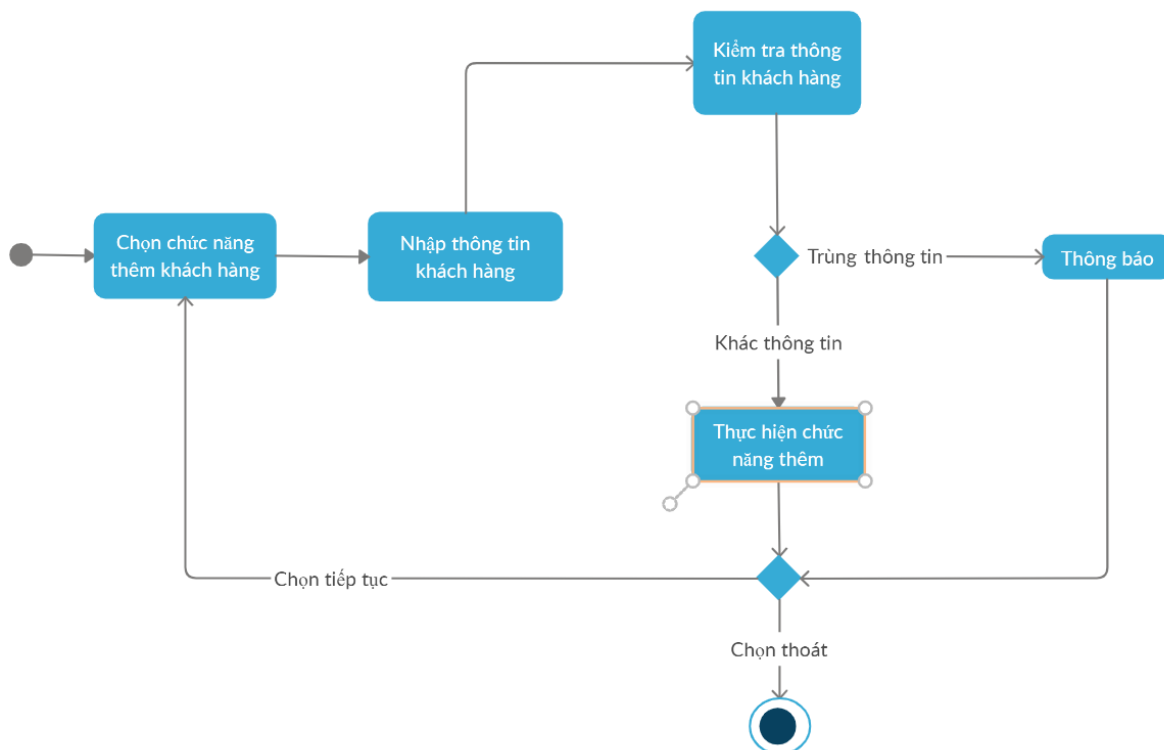 Kiểm tra thông
tin khách hàng
Chọn chức năng
thêm khách hàng
Nhập thông tin
khách hàng
Trùng thông tin
Thông báo
Khác thông tin
Thực hiện chức
năng thêm
Chọn tiếp tục
Chọn thoát